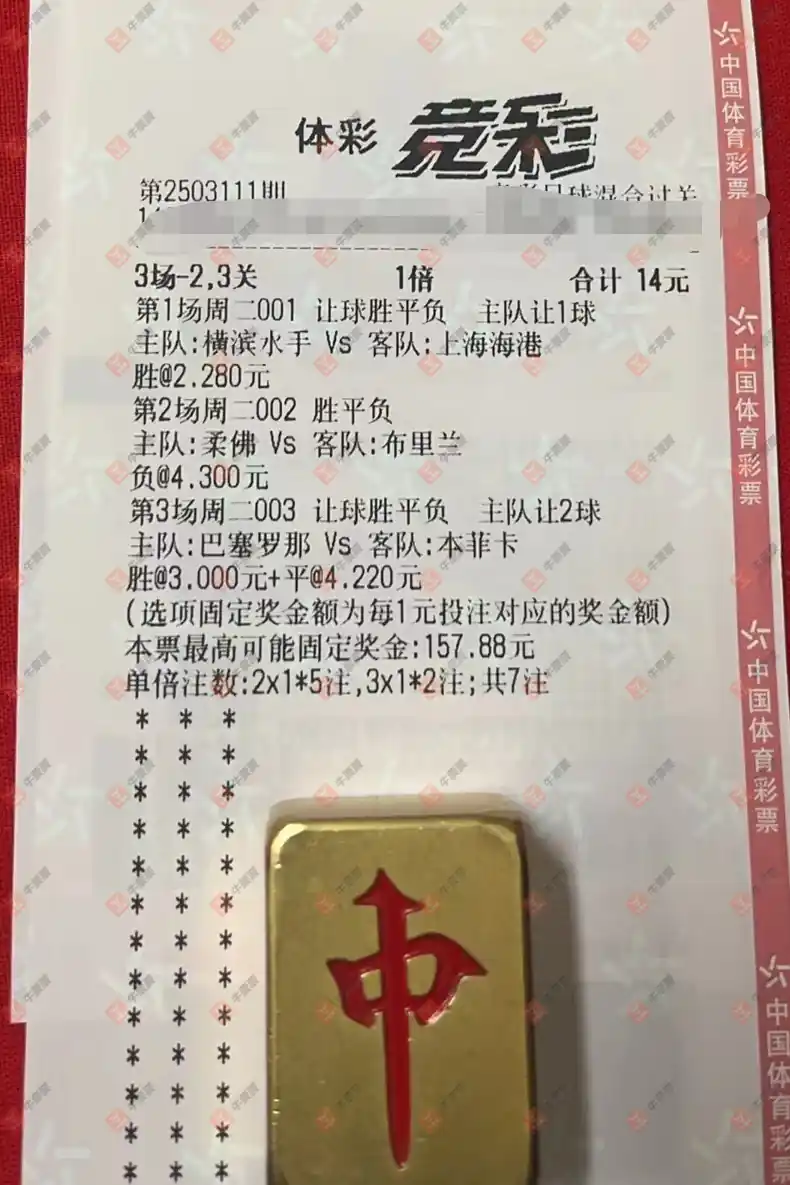 体彩 竞彩
第2503111期
3场-2,3关 1倍 合计 14元
第1场周二001 让球胜平负 主队让1球
主队:横滨水手 Vs 客队:上海海港
胜@2.280元
第2场周二002 胜平负
主队:柔佛 Vs 客队:布里兰
负@4.300元
第3场周二003 让球胜平负 主队让2球
主队:巴塞罗那 Vs 客队:本菲卡
胜@3.000元+平@4.220元
(选项固定奖金额为每1元投注对应的奖金额)
本票最高可能固定奖金:157.88元
单倍注数:2x1*5注,3x1*2注;共7注
* * *
* * *
* * *
* * *
* * *
* * *
* * *
* * *
* * *
* * *
* * *
* * *
* * *
中
中国体育彩票
中国体育彩票
中国体育彩票
中国体育彩票